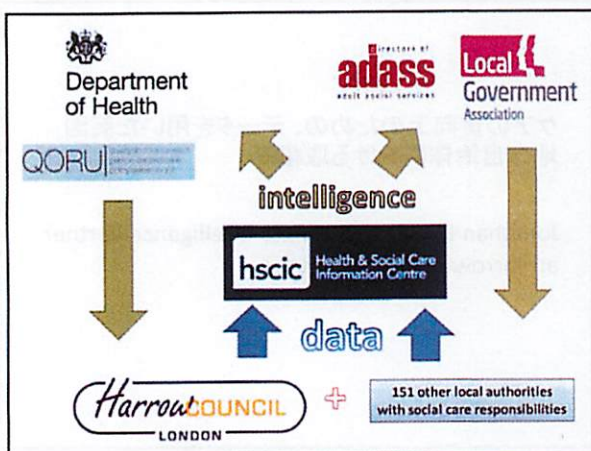 Department
of Health
directors of
adass
adult social services
Local
Government
Association
QORU
intelligence
hscic
Health & Social Care
Information Centre
data
Harrow COUNCIL
LONDON
+
151 other local authorities
with social care responsibilities